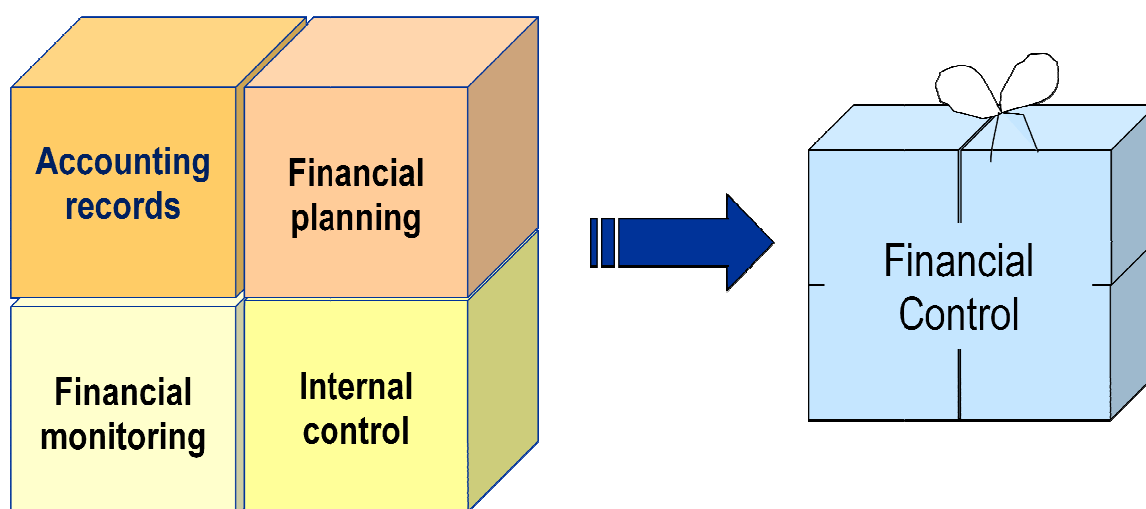 Accounting
records
Financial
planning
Financial
monitoring
Internal
control
Financial
Control